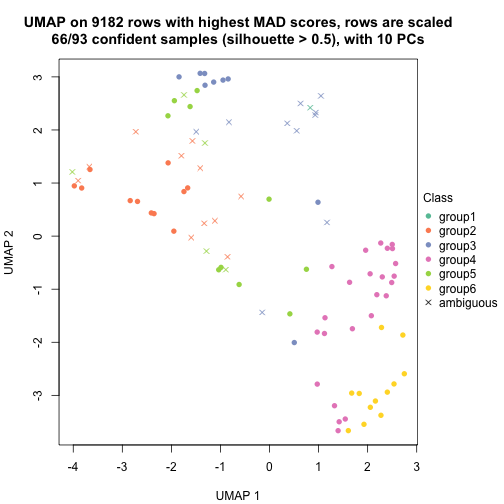 UMAP on 9182 rows with highest MAD scores, rows are scaled
66/93 confident samples (silhouette > 0.5), with 10 PCs
3
2
1
0
-1
-2
-3
UMAP 2
-4 -3 -2 -1 0 1 2 3
UMAP 1
Class
group1
group2
group3
group4
group5
group6
ambiguous